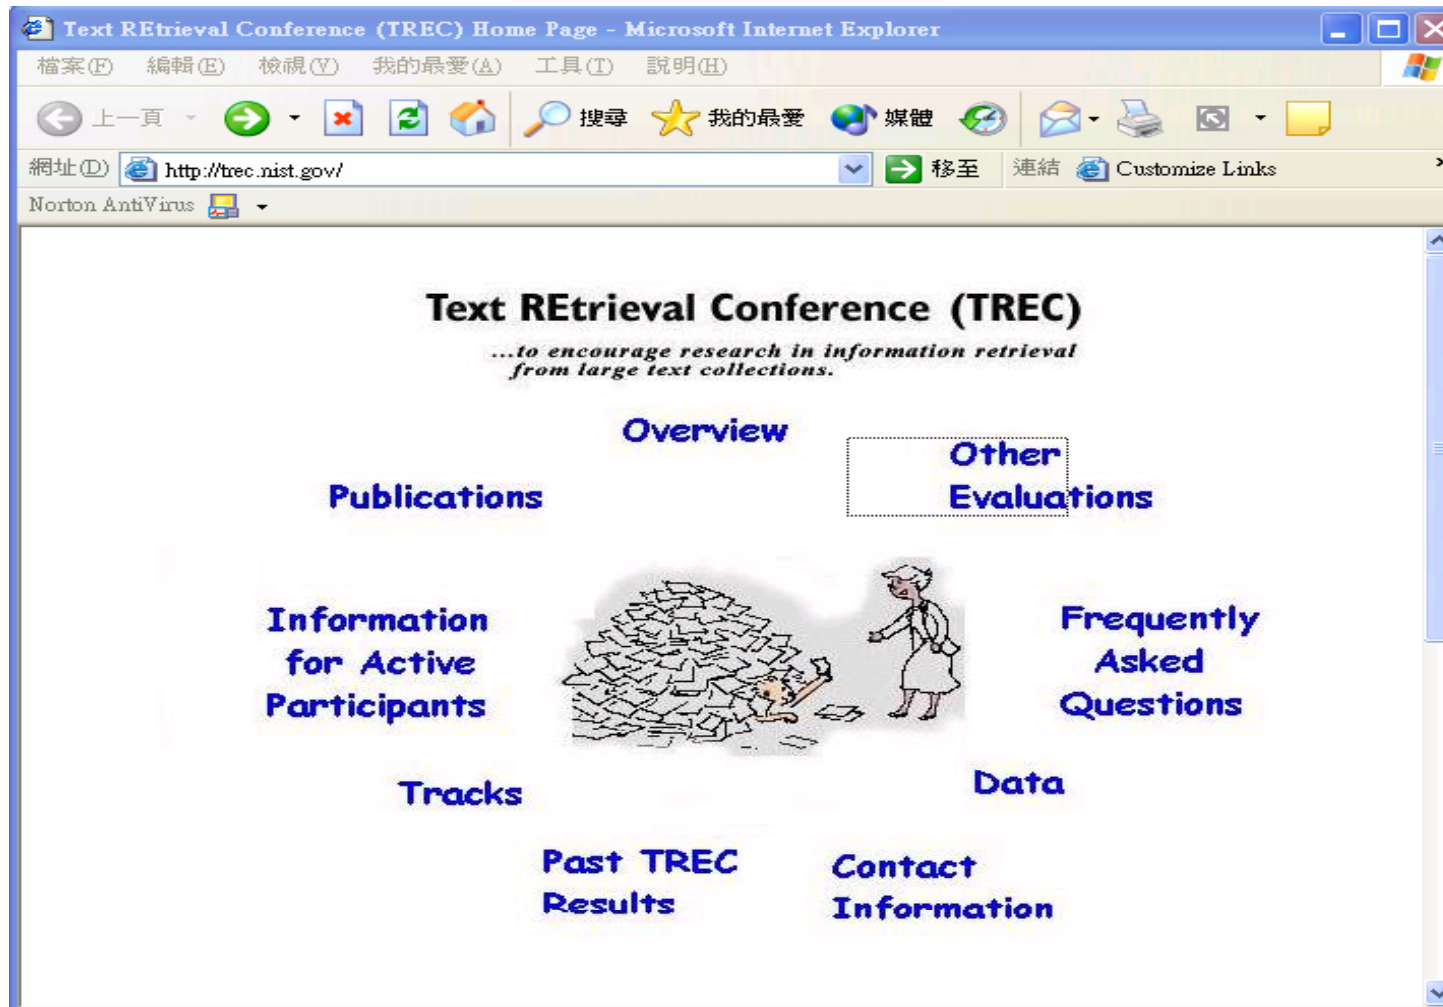 Text REtrieval Conference (TREC) Home Page - Microsoft Internet Explorer
檔案(F) 編輯(E) 檢視(V) 我的最愛(A) 工具(T) 說明(H)
上一頁 搜尋 我的最愛 媒體
網址(D) http://trec.nist.gov/ 移至 連結 Customize Links »
Norton AntiVirus
Text REtrieval Conference (TREC)
...to encourage research in information retrieval
from large text collections.
Overview
Other
Evaluations
Publications
Information
for Active
Participants
Frequently
Asked
Questions
Tracks
Data
Past TREC
Results
Contact
Information